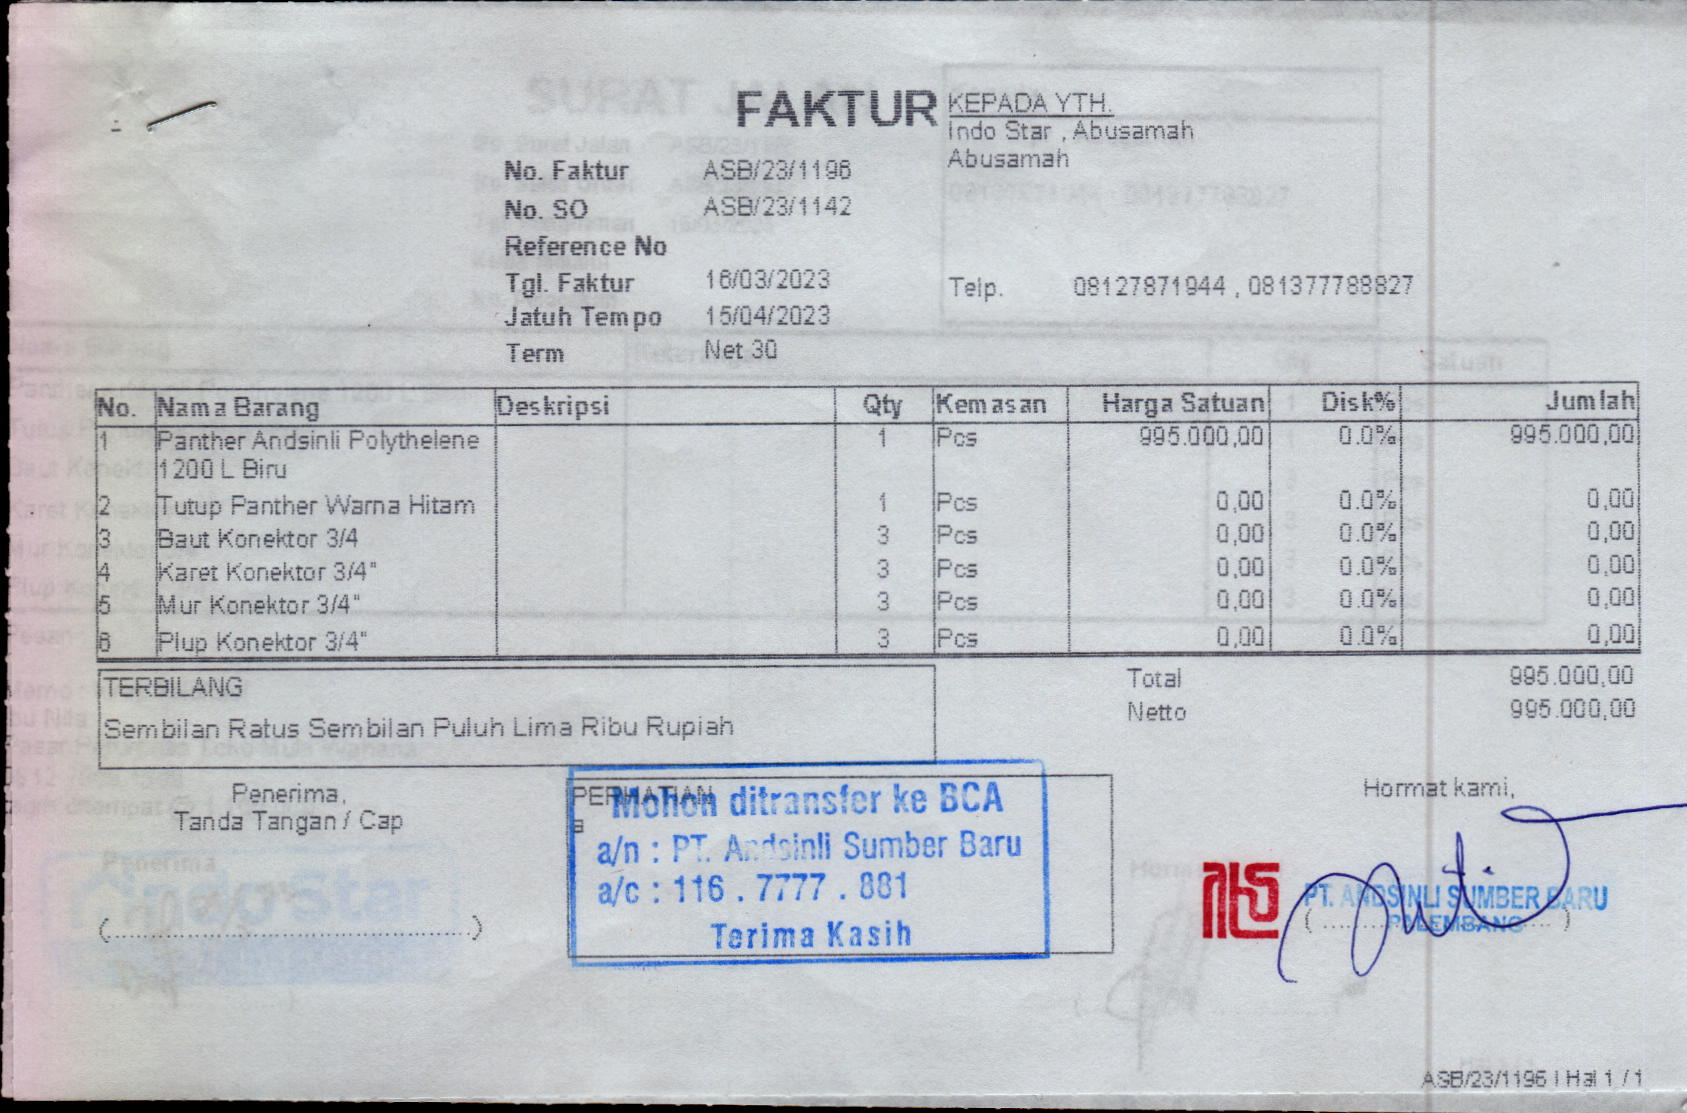 FAKTUR
KEPADA YTH.
Indo Star , Abusamah
Abusamah
No. Faktur ASB/23/1196
No. SO ASB/23/1142
Reference No
Tgl. Faktur 16/03/2023
Telp. 08127871944 , 081377788827
Jatuh Tempo 15/04/2023
Term Net 30
No. Nama Barang Deskripsi Qty Kemasan Harga Satuan Disk% Jumlah
1 Panther Andsinli Polythelene 1 Pcs 995.000,00 0.0% 995.000,00
1200 L Biru
2 Tutup Panther Warna Hitam 1 Pcs 0,00 0.0% 0,00
3 Baut Konektor 3/4 3 Pcs 0,00 0.0% 0,00
4 Karet Konektor 3/4" 3 Pcs 0,00 0.0% 0,00
5 Mur Konektor 3/4" 3 Pcs 0,00 0.0% 0,00
6 Plup Konektor 3/4" 3 Pcs 0,00 0.0% 0,00
TERBILANG
Sembilan Ratus Sembilan Puluh Lima Ribu Rupiah
Total 995.000,00
Netto 995.000,00
Penerima,
Tanda Tangan / Cap
(...)
PERHATIAN
a
Mohon ditransfer ke BCA
a/n : PT. Andsinli Sumber Baru
a/c : 116 . 7777 . 881
Terima Kasih
Hormat kami,
PT. ANDSINLI SUMBER BARU
PALEMBANG
ASB/23/1196 | Hal 1 / 1